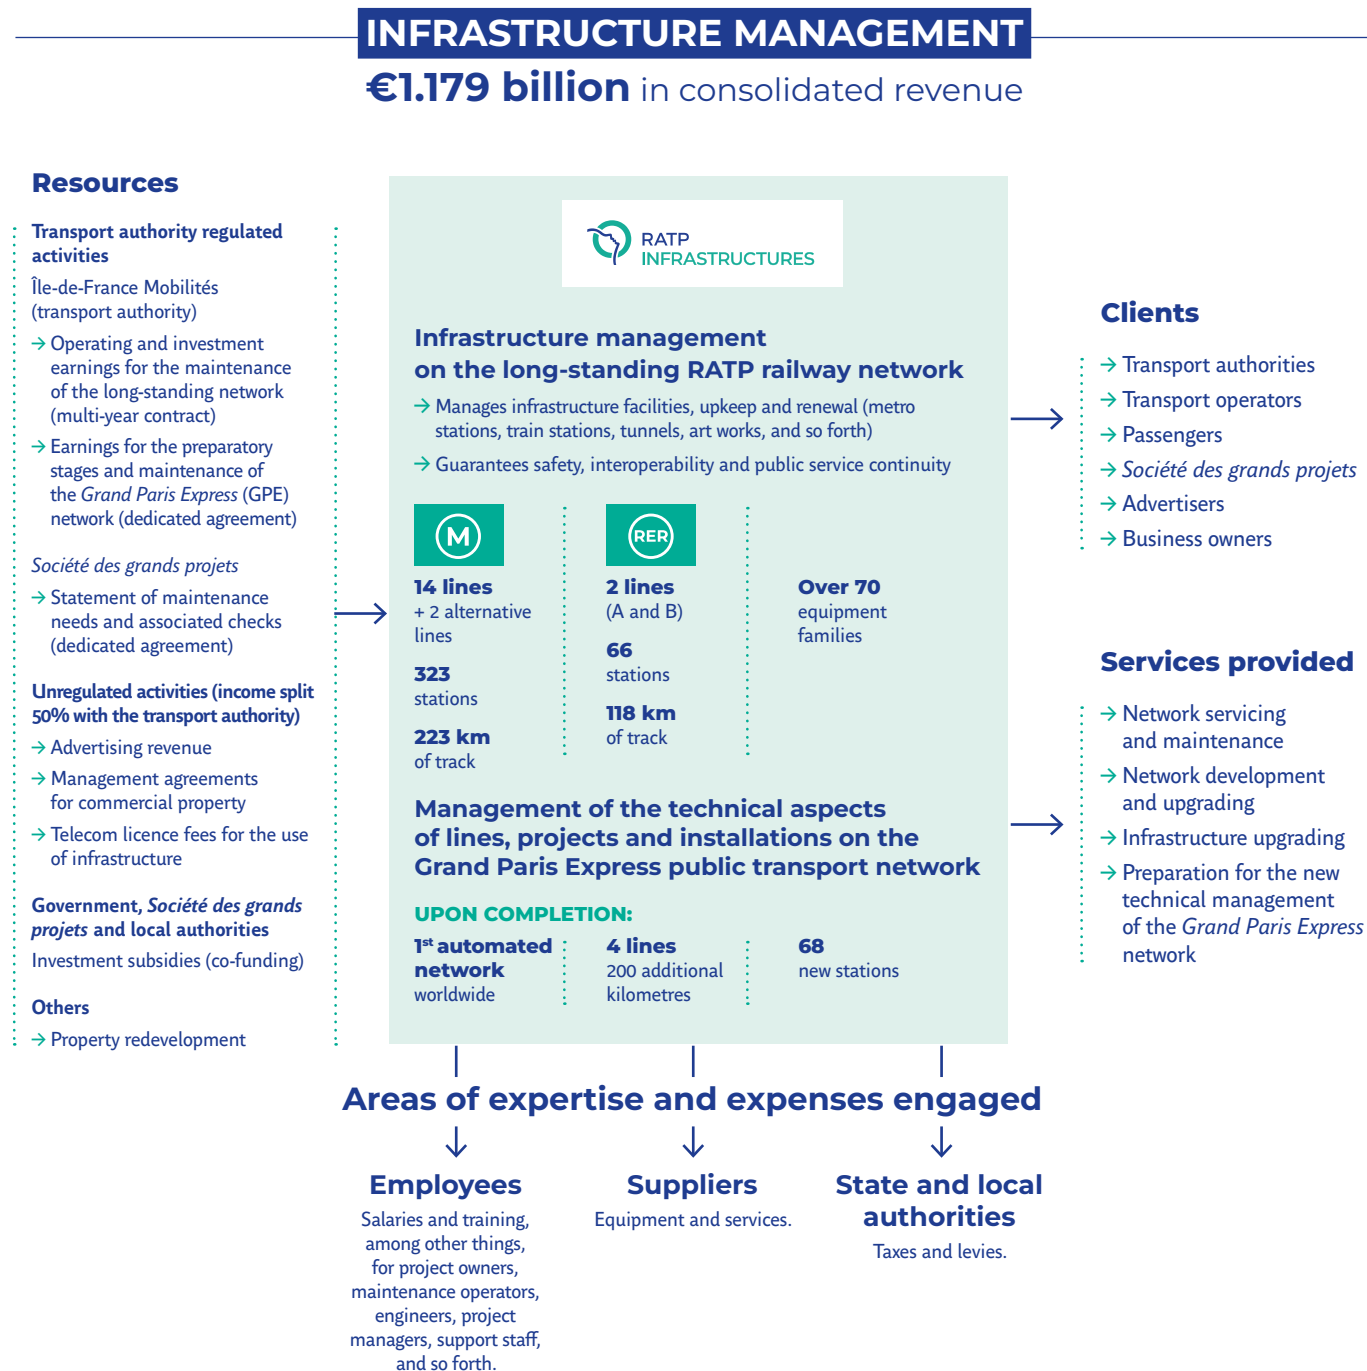 INFRASTRUCTURE MANAGEMENT
€1.179 billion in consolidated revenue
Resources
Transport authority regulated
activities
Île-de-France Mobilités
(transport authority)
→ Operating and investment
earnings for the maintenance
of the long-standing network
(multi-year contract)
→ Earnings for the preparatory
stages and maintenance of
the Grand Paris Express (GPE)
network (dedicated agreement)
Société des grands projets
→ Statement of maintenance
needs and associated checks
(dedicated agreement)
Unregulated activities (income split
50% with the transport authority)
→ Advertising revenue
→ Management agreements
for commercial property
→ Telecom licence fees for the use
of infrastructure
Government, Société des grands
projets and local authorities
Investment subsidies (co-funding)
Others
→ Property redevelopment
RATP
INFRASTRUCTURES
Infrastructure management
on the long-standing RATP railway network
→ Manages infrastructure facilities, upkeep and renewal (metro
stations, train stations, tunnels, art works, and so forth)
→ Guarantees safety, interoperability and public service continuity
M
14 lines
+ 2 alternative
lines
323
stations
223 km
of track
RER
2 lines
(A and B)
66
stations
118 km
of track
Over 70
equipment
families
Management of the technical aspects
of lines, projects and installations on the
Grand Paris Express public transport network
UPON COMPLETION:
1st automated
network
worldwide
4 lines
200 additional
kilometres
68
new stations
Clients
→ Transport authorities
→ Transport operators
→ Passengers
→ Société des grands projets
→ Advertisers
→ Business owners
Services provided
→ Network servicing
and maintenance
→ Network development
and upgrading
→ Infrastructure upgrading
→ Preparation for the new
technical management
of the Grand Paris Express
network
Areas of expertise and expenses engaged
Employees
Salaries and training,
among other things,
for project owners,
maintenance operators,
engineers, project
managers, support staff,
and so forth.
Suppliers
Equipment and services.
State and local
authorities
Taxes and levies.